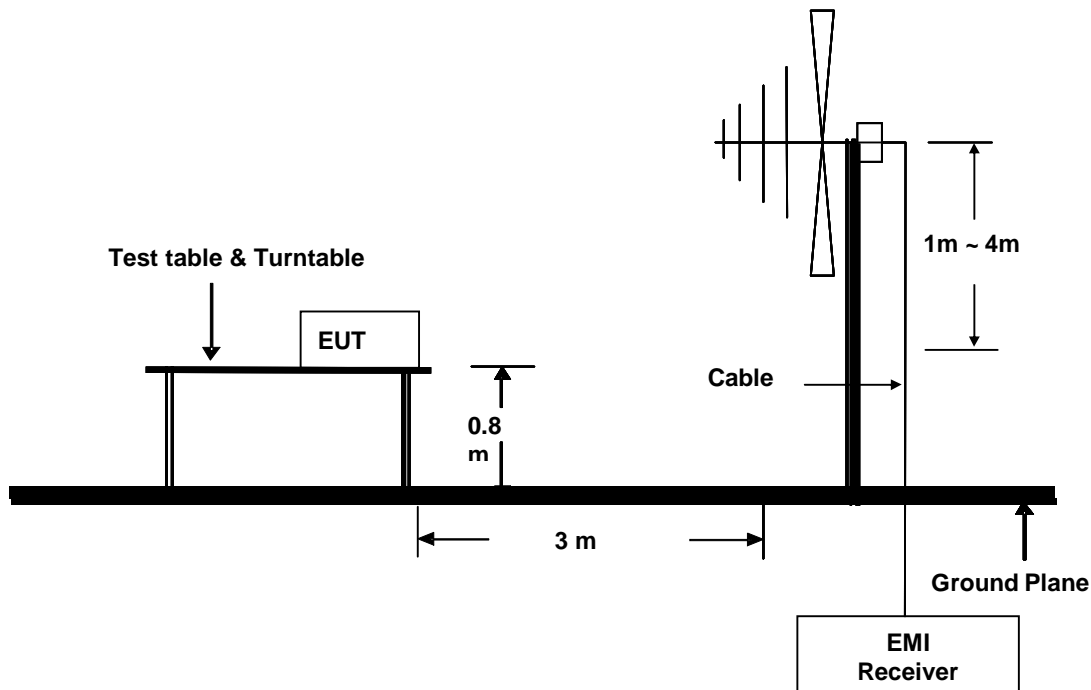 1m ~ 4m
Test table & Turntable
EUT
Cable
0.8
m
3 m
Ground Plane
EMI
Receiver